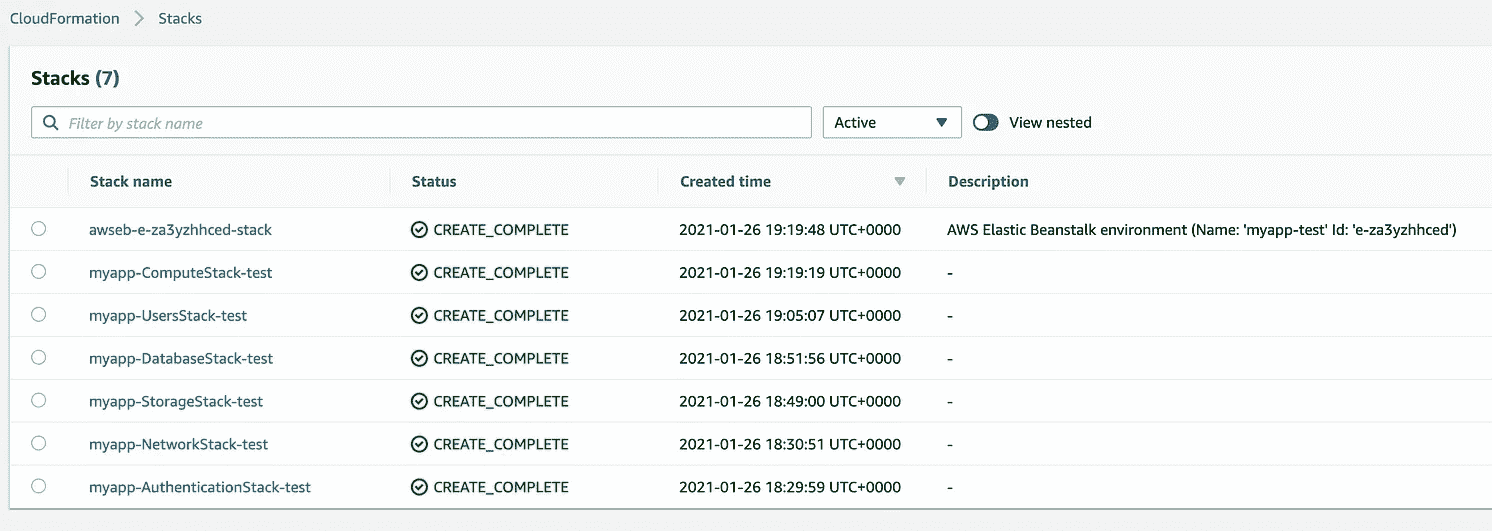 CloudFormation > Stacks
Stacks (7)
Filter by stack name Active View nested
Stack name Status Created time Description
awseb-e-za3yzhhced-stack CREATE_COMPLETE 2021-01-26 19:19:48 UTC+0000 AWS Elastic Beanstalk environment (Name: 'myapp-test' Id: 'e-za3yzhhced')
myapp-ComputeStack-test CREATE_COMPLETE 2021-01-26 19:19:19 UTC+0000 -
myapp-UsersStack-test CREATE_COMPLETE 2021-01-26 19:05:07 UTC+0000 -
myapp-DatabaseStack-test CREATE_COMPLETE 2021-01-26 18:51:56 UTC+0000 -
myapp-StorageStack-test CREATE_COMPLETE 2021-01-26 18:49:00 UTC+0000 -
myapp-NetworkStack-test CREATE_COMPLETE 2021-01-26 18:30:51 UTC+0000 -
myapp-AuthenticationStack-test CREATE_COMPLETE 2021-01-26 18:29:59 UTC+0000 -